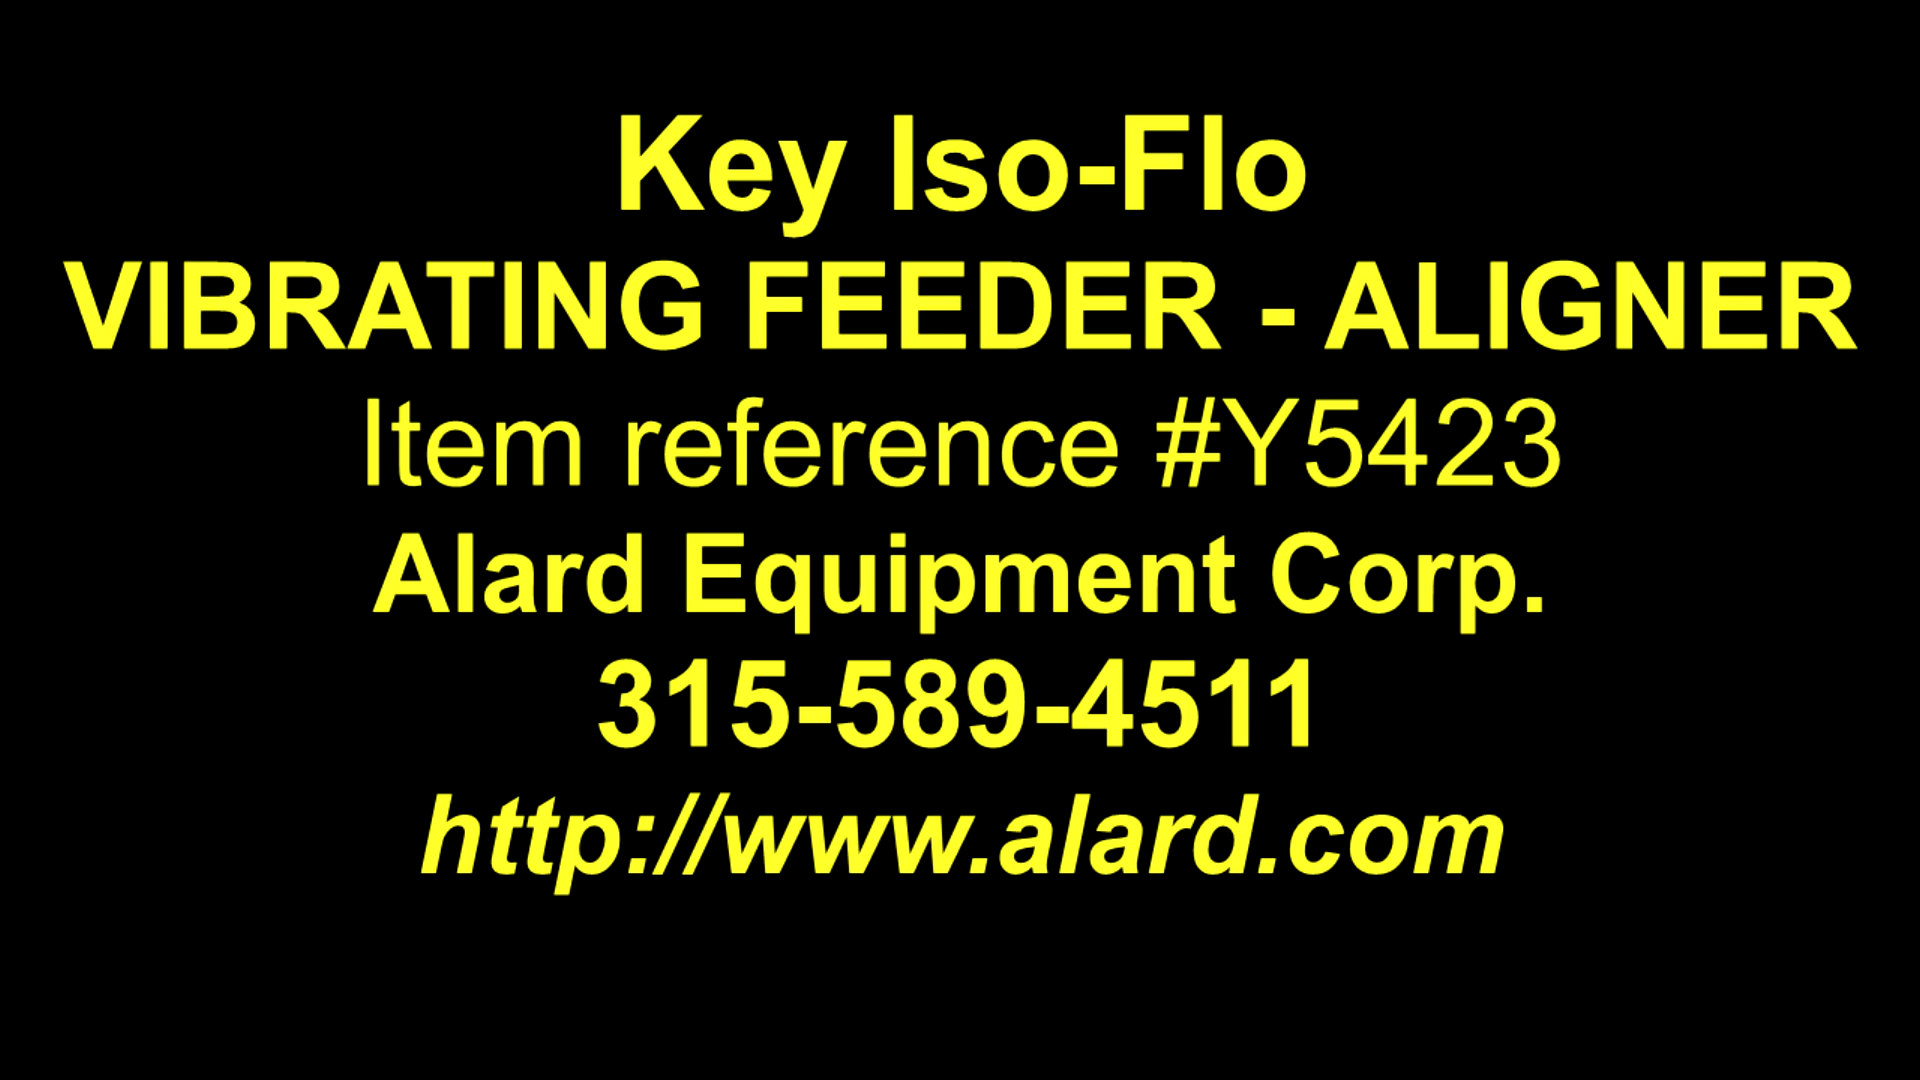 Key Iso-Flo
VIBRATING FEEDER - ALIGNER
Item reference #Y5423
Alard Equipment Corp.
315-589-4511
http://www.alard.com